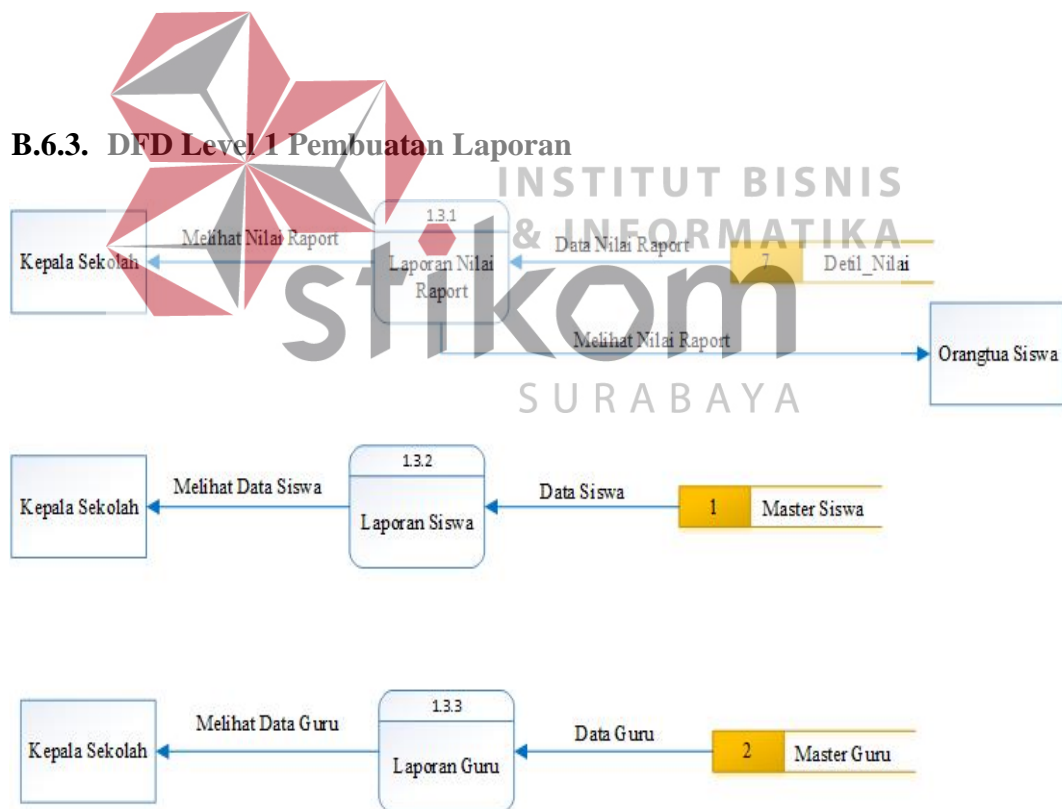 B.6.3. DFD Level 1 Pembuatan Laporan
INSTITUT BISNIS
& INFORMATIKA
stikom
SURABAYA
Kepala Sekolah
Melihat Nilai Raport
1.3.1
Laporan Nilai
Raport
Data Nilai Raport
7
Detil_Nilai
Melihat Nilai Raport
Orangtua Siswa
Kepala Sekolah
Melihat Data Siswa
1.3.2
Laporan Siswa
Data Siswa
1
Master Siswa
Kepala Sekolah
Melihat Data Guru
1.3.3
Laporan Guru
Data Guru
2
Master Guru